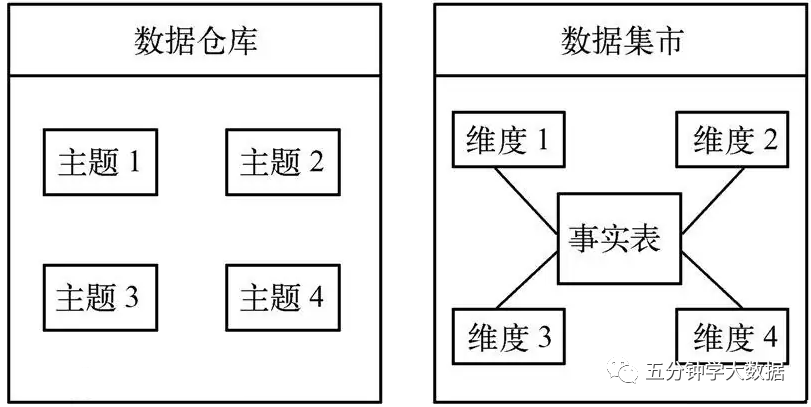 数据仓库
主题 1
主题 2
主题 3
主题 4
数据集市
维度 1
维度 2
事实表
维度 3
维度 4
五分钟学大数据